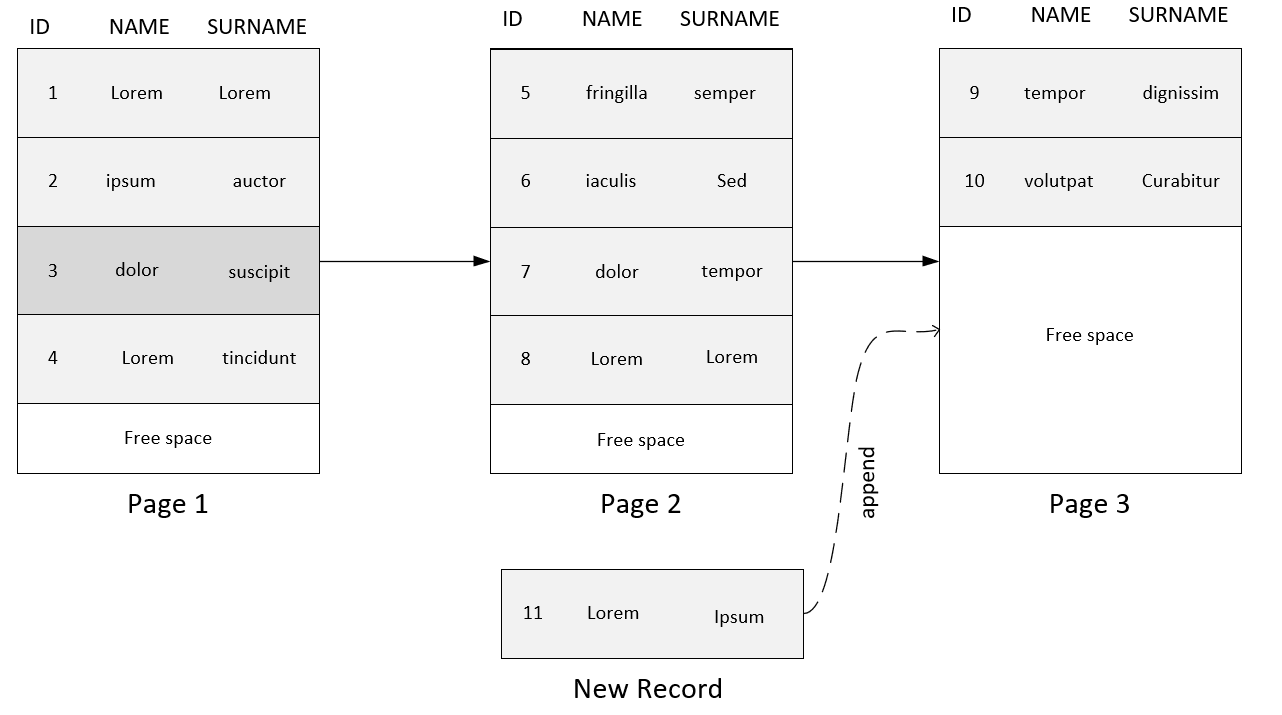 ID NAME SURNAME
1 Lorem Lorem
2 ipsum auctor
3 dolor suscipit
4 Lorem tincidunt
Free space
Page 1
ID NAME SURNAME
5 fringilla semper
6 iaculis Sed
7 dolor tempor
8 Lorem Lorem
Free space
Page 2
ID NAME SURNAME
9 tempor dignissim
10 volutpat Curabitur
Free space
Page 3
append
11 Lorem Ipsum
New Record